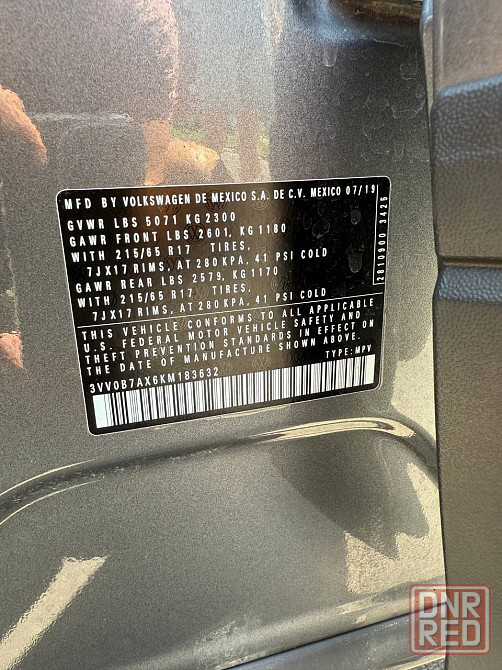 MFD BY VOLKSWAGEN DE MEXICO S.A. DE C.V. MEXICO 07/19
GVWR LBS 5071 KG 2300
GAWR FRONT LBS 2601, KG 1180
WITH 215/65 R17 TIRES,
7JX17 RIMS, AT 280 KPA, 41 PSI COLD
GAWR REAR LBS 2579, KG 1170
WITH 215/65 R17 TIRES,
7JX17 RIMS, AT 280 KPA, 41 PSI COLD
THIS VEHICLE CONFORMS TO ALL APPLICABLE
U.S. FEDERAL MOTOR VEHICLE SAFETY AND
THEFT PREVENTION STANDARDS IN EFFECT ON
THE DATE OF MANUFACTURE SHOWN ABOVE.
TYPE: MPV
3VV0B7AX6KM183632
2810900 3425
DNR
RED